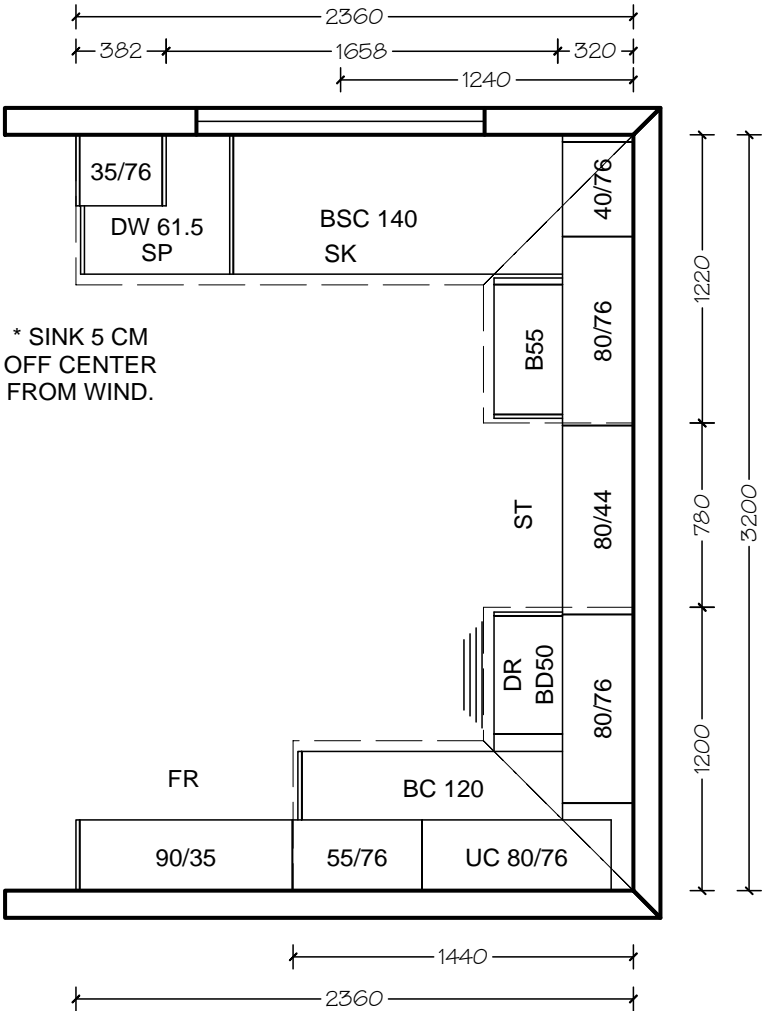 2360
382
1658
320
1240
35/76
DW 61.5
SP
BSC 140
SK
40/76
* SINK 5 CM
OFF CENTER
FROM WIND.
B55
80/76
1220
ST
80/44
780
3200
DR
BD50
80/76
1200
FR
BC 120
90/35
55/76
UC 80/76
1440
2360